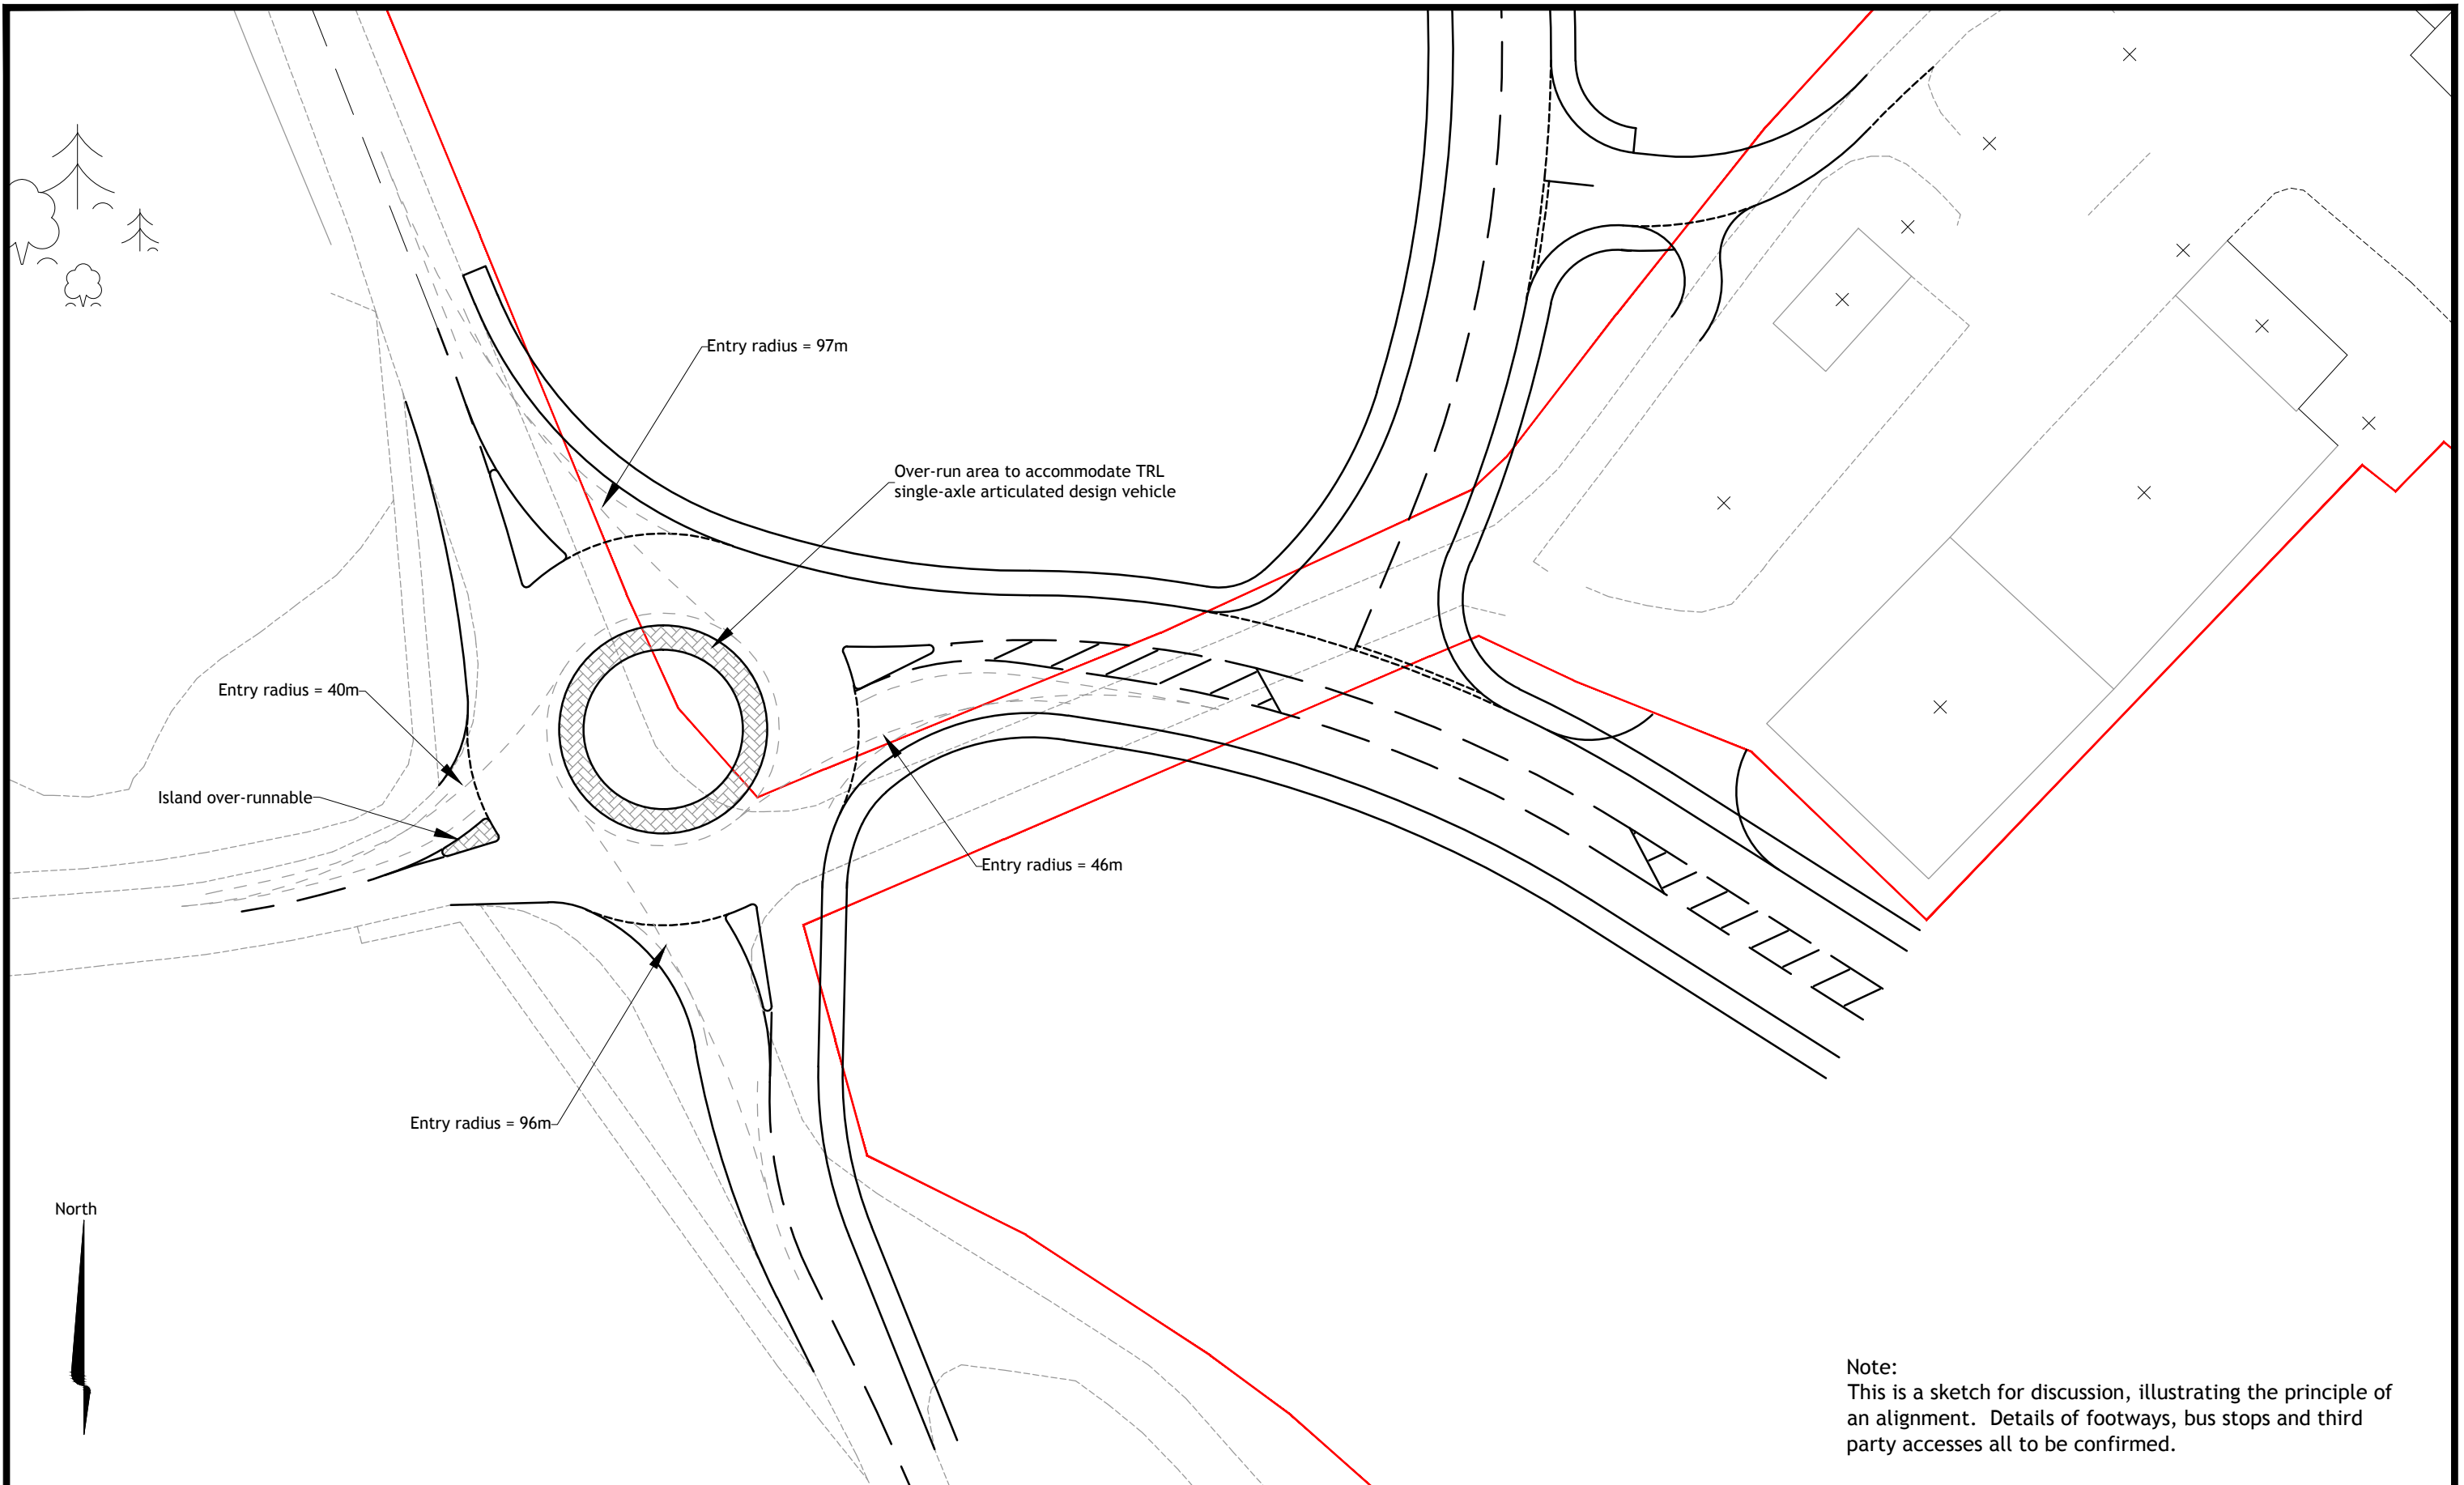 Entry radius = 97m
Over-run area to accommodate TRL
single-axle articulated design vehicle
Entry radius = 40m
Island over-runnable
Entry radius = 46m
Entry radius = 96m
North
Note:
This is a sketch for discussion, illustrating the principle of
an alignment.  Details of footways, bus stops and third
party accesses all to be confirmed.